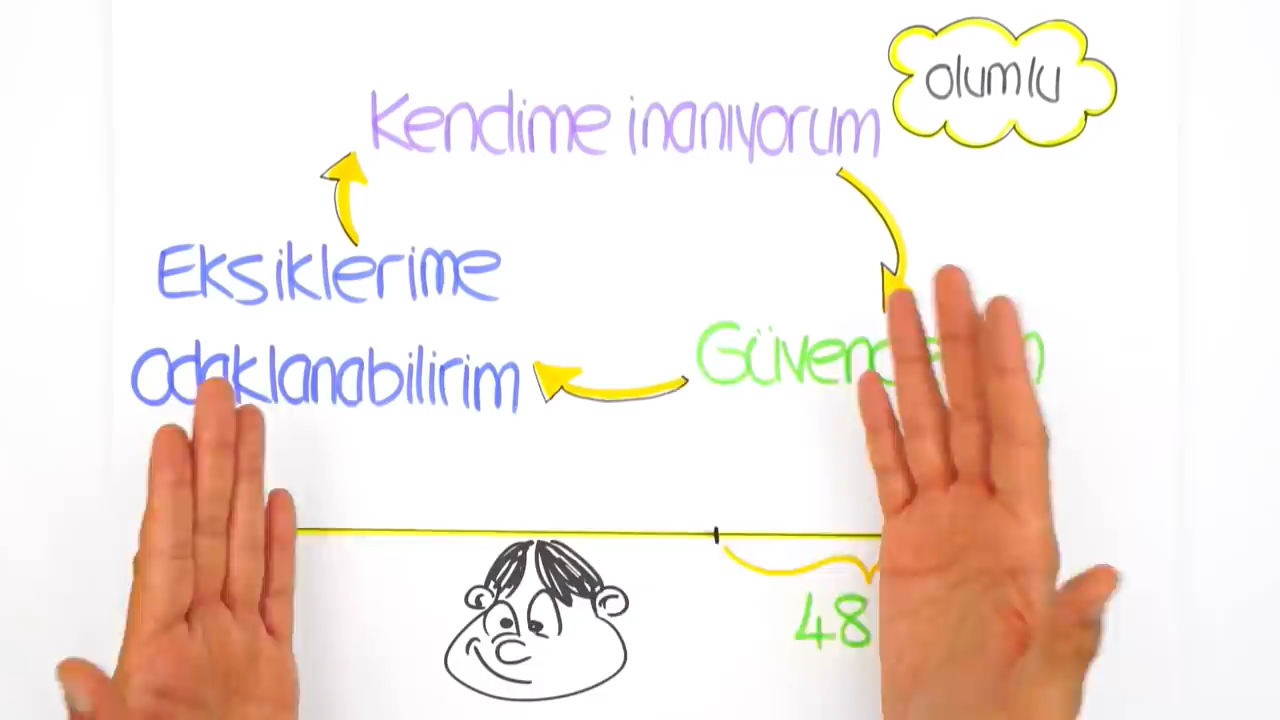 olumlu
Kendime inanıyorum
Eksiklerime
odaklanabilirim
48